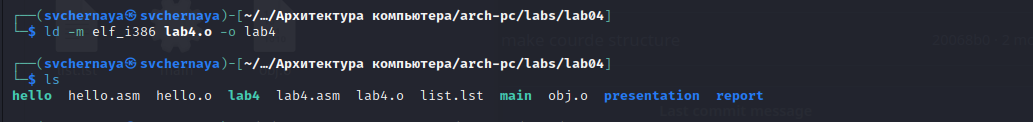 ┌──(svchernaya㉿svchernaya)-[~/…/Архитектура компьютера/arch-pc/labs/lab04]
└─$ ld -m elf_i386 lab4.o -o lab4
┌──(svchernaya㉿svchernaya)-[~/…/Архитектура компьютера/arch-pc/labs/lab04]
└─$ ls
hello hello.asm hello.o lab4 lab4.asm lab4.o list.lst main obj.o presentation report